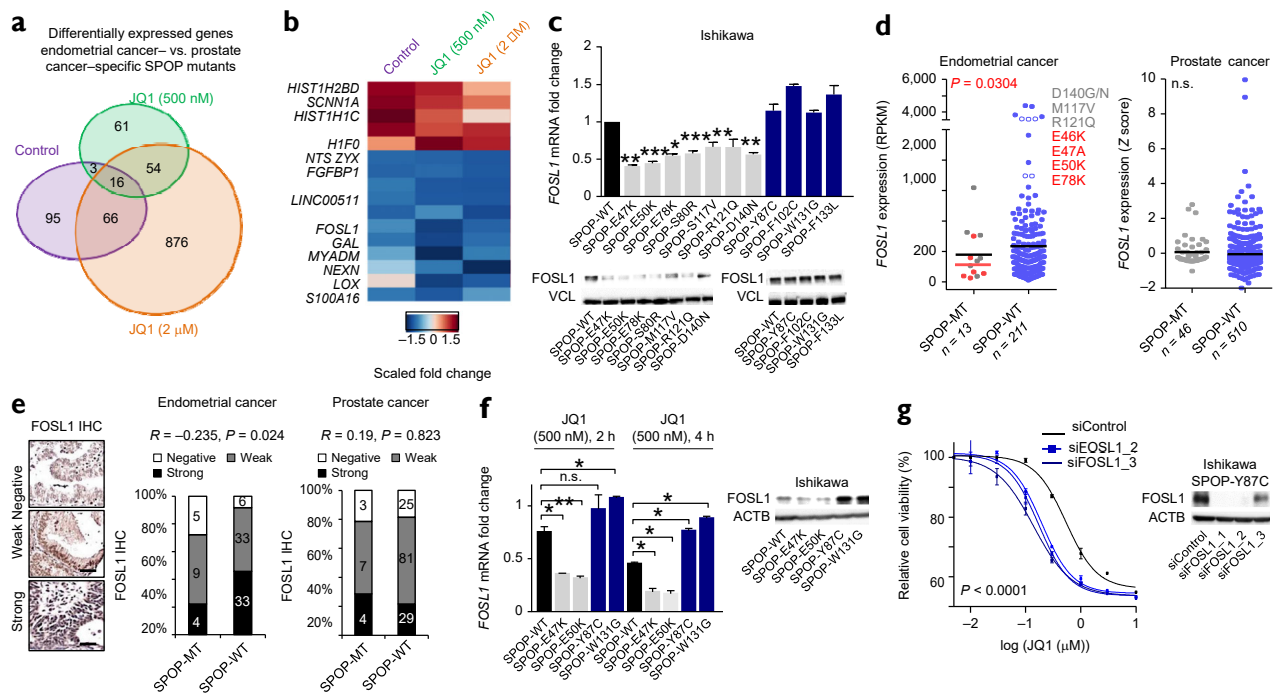 a
Differentially expressed genes
endometrial cancer– vs. prostate
cancer–specific SPOP mutants
JQ1 (500 nM)
61
Control
3
54
16
95
66
876
JQ1 (2 μM)
b
Control
JQ1 (500 nM)
JQ1 (2 □M)
HIST1H2BD
SCNN1A
HIST1H1C
H1F0
NTS ZYX
FGFBP1
LINC00511
FOSL1
GAL
MYADM
NEXN
LOX
S100A16
–1.5 0 1.5
Scaled fold change
c
Ishikawa
FOSL1 mRNA fold change
2
1.5
1
0.5
0
** *** * *** ** **
SPOP-WT
SPOP-E47K
SPOP-E50K
SPOP-E78K
SPOP-S80R
SPOP-S117V
SPOP-R121Q
SPOP-D140N
SPOP-Y87C
SPOP-F102C
SPOP-W131G
SPOP-F133L
FOSL1
VCL
SPOP-WT
SPOP-E47K
SPOP-E50K
SPOP-E78K
SPOP-S80R
SPOP-M117V
SPOP-R121Q
SPOP-D140N
FOSL1
VCL
SPOP-WT
SPOP-Y87C
SPOP-F102C
SPOP-W131G
SPOP-F133L
d
Endometrial cancer
FOSL1 expression (RPKM)
6,000
4,000
2,000
1,000
200
0
P = 0.0304
D140G/N
M117V
R121Q
E46K
E47A
E50K
E78K
SPOP-MT
n = 13
SPOP-WT
n = 211
Prostate cancer
FOSL1 expression (Z score)
10
8
6
4
2
0
–2
n.s.
SPOP-MT
n = 46
SPOP-WT
n = 510
e
FOSL1 IHC
Negative
Weak
Strong
Endometrial cancer
R = –0.235, P = 0.024
Negative Weak
Strong
FOSL1 IHC
100%
80%
60%
40%
20%
5
9
4
6
33
33
SPOP-MT
SPOP-WT
Prostate cancer
R = 0.19, P = 0.823
Negative Weak
Strong
FOSL1 IHC
100%
80%
60%
40%
20%
3
7
4
25
81
29
SPOP-MT
SPOP-WT
f
JQ1
(500 nM), 2 h
JQ1
(500 nM), 4 h
FOSL1 mRNA fold change
1
0.5
0
*
n.s.
* **
*
*
*
*
SPOP-WT
SPOP-E47K
SPOP-E50K
SPOP-Y87C
SPOP-W131G
SPOP-WT
SPOP-E47K
SPOP-E50K
SPOP-Y87C
SPOP-W131G
Ishikawa
FOSL1
ACTB
SPOP-WT
SPOP-E47K
SPOP-E50K
SPOP-Y87C
SPOP-W131G
g
siControl
siFOSL1_2
siFOSL1_3
Relative cell viability (%)
100
80
60
P < 0.0001
–2 –1 0 1
log (JQ1 (μM))
Ishikawa
SPOP-Y87C
FOSL1
ACTB
siControl
siFOSL1_1
siFOSL1_2
siFOSL1_3